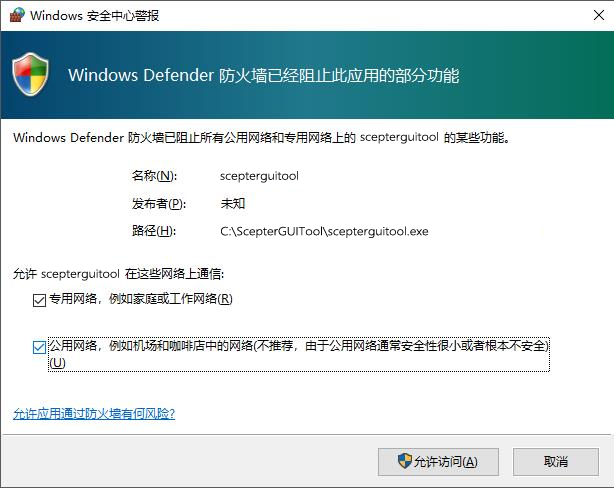 Windows 安全中心警报
Windows Defender 防火墙已经阻止此应用的部分功能
Windows Defender 防火墙已阻止所有公用网络和专用网络上的 scepterguitool 的某些功能。
名称(N): scepterguitool
发布者(P): 未知
路径(H): C:\ScepterGUITool\scepterguitool.exe
允许 scepterguitool 在这些网络上通信:
专用网络，例如家庭或工作网络(R)
公用网络，例如机场和咖啡店中的网络(不推荐，由于公用网络通常安全性很小或者根本不安全)
(U)
允许应用通过防火墙有何风险?
允许访问(A) 取消